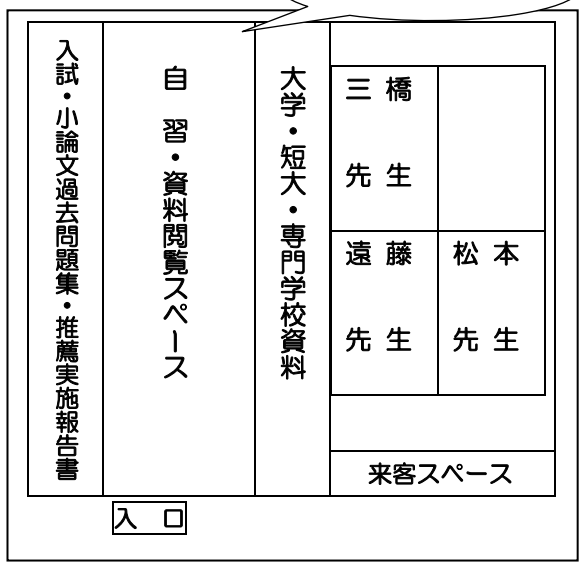 入試・小論文過去問題集・推薦実施報告書
自習・資料閲覧スペース
大学・短大・専門学校資料
三橋
先生
遠藤
先生
松本
先生
来客スペース
入口